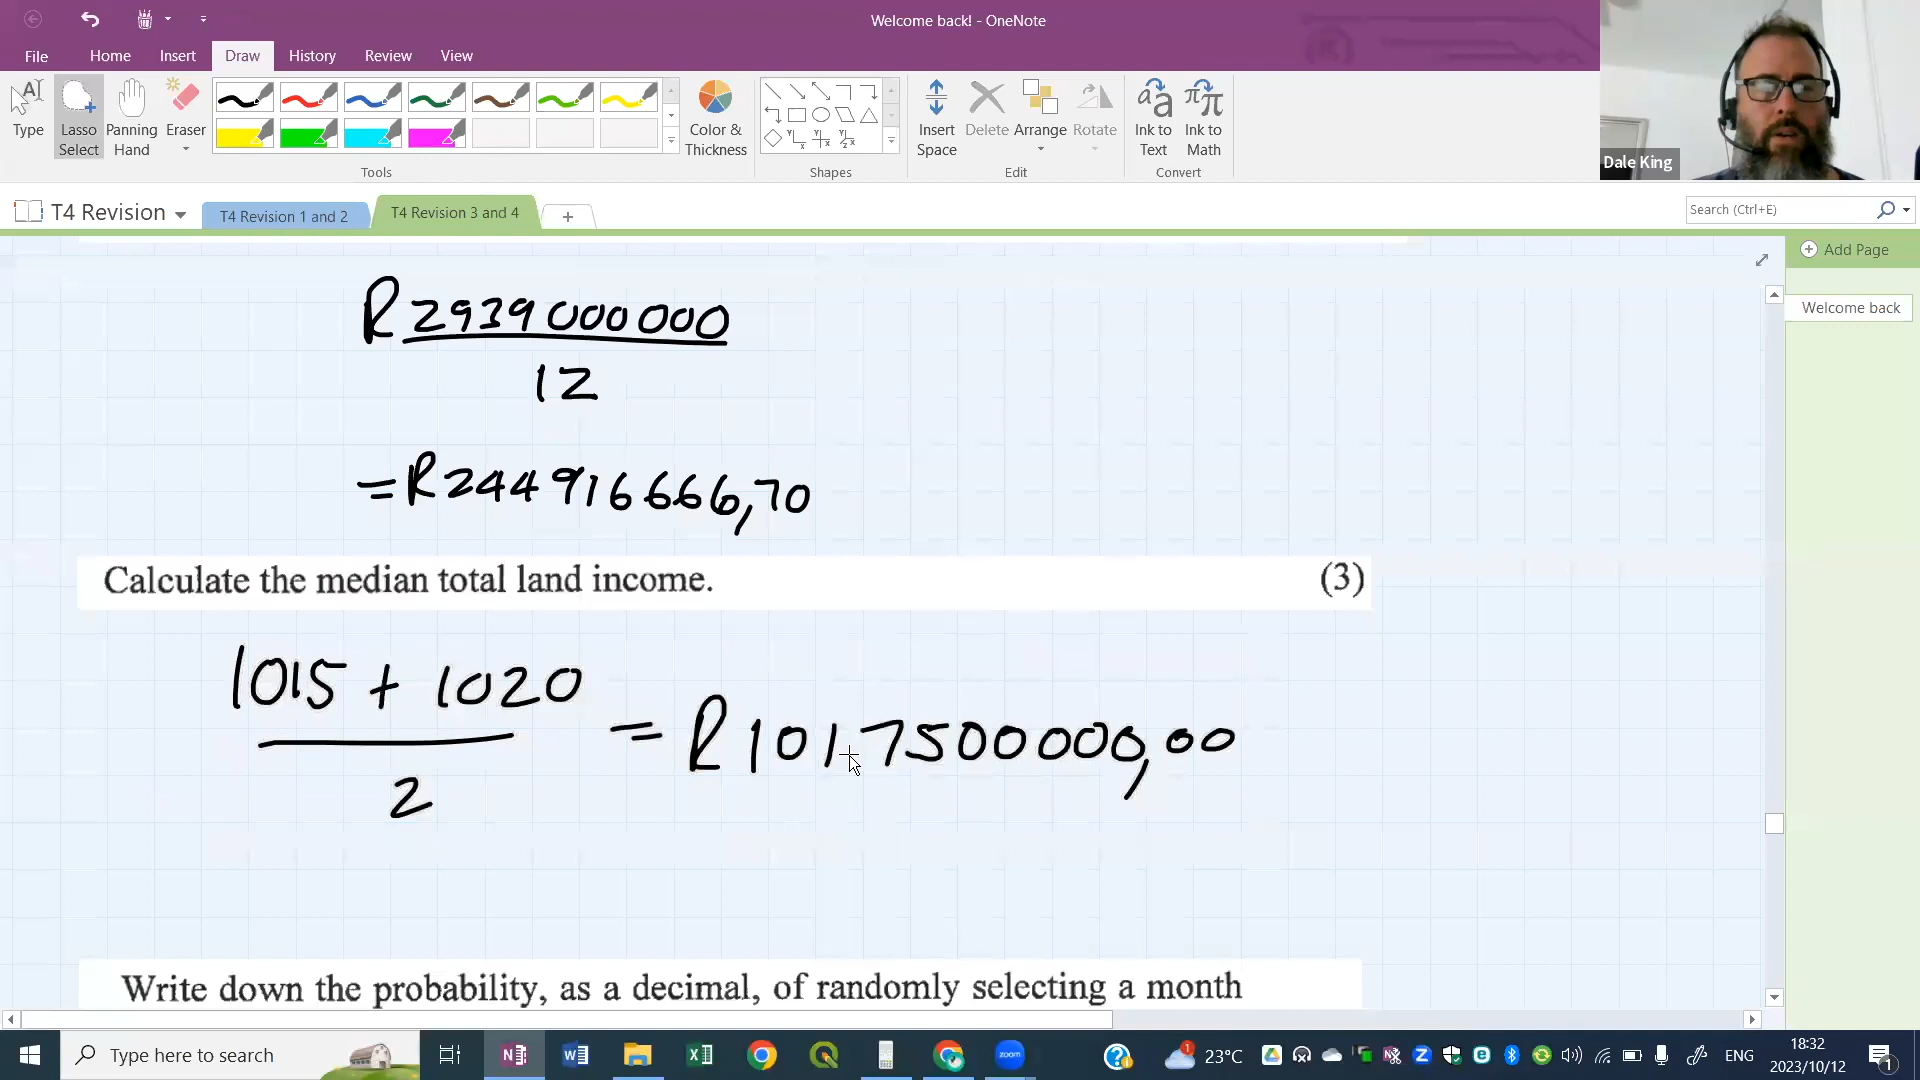 Welcome back! - OneNote
File Home Insert Draw History Review View
Type
Lasso Select
Panning Hand
Eraser
Color & Thickness
Insert Space
Delete
Arrange
Rotate
Ink to Text
Ink to Math
Tools
Shapes
Edit
Convert
Dale King
T4 Revision
T4 Revision 1 and 2
T4 Revision 3 and 4
Search (Ctrl+E)
Add Page
Welcome back
R 2939 000 000
12
= R 244 916 666,70
Calculate the median total land income. (3)
1015 + 1020
2
= R 1017500000,00
Write down the probability, as a decimal, of randomly selecting a month
Type here to search
zoom
1
23°C
ENG
18:32
2023/10/12
1